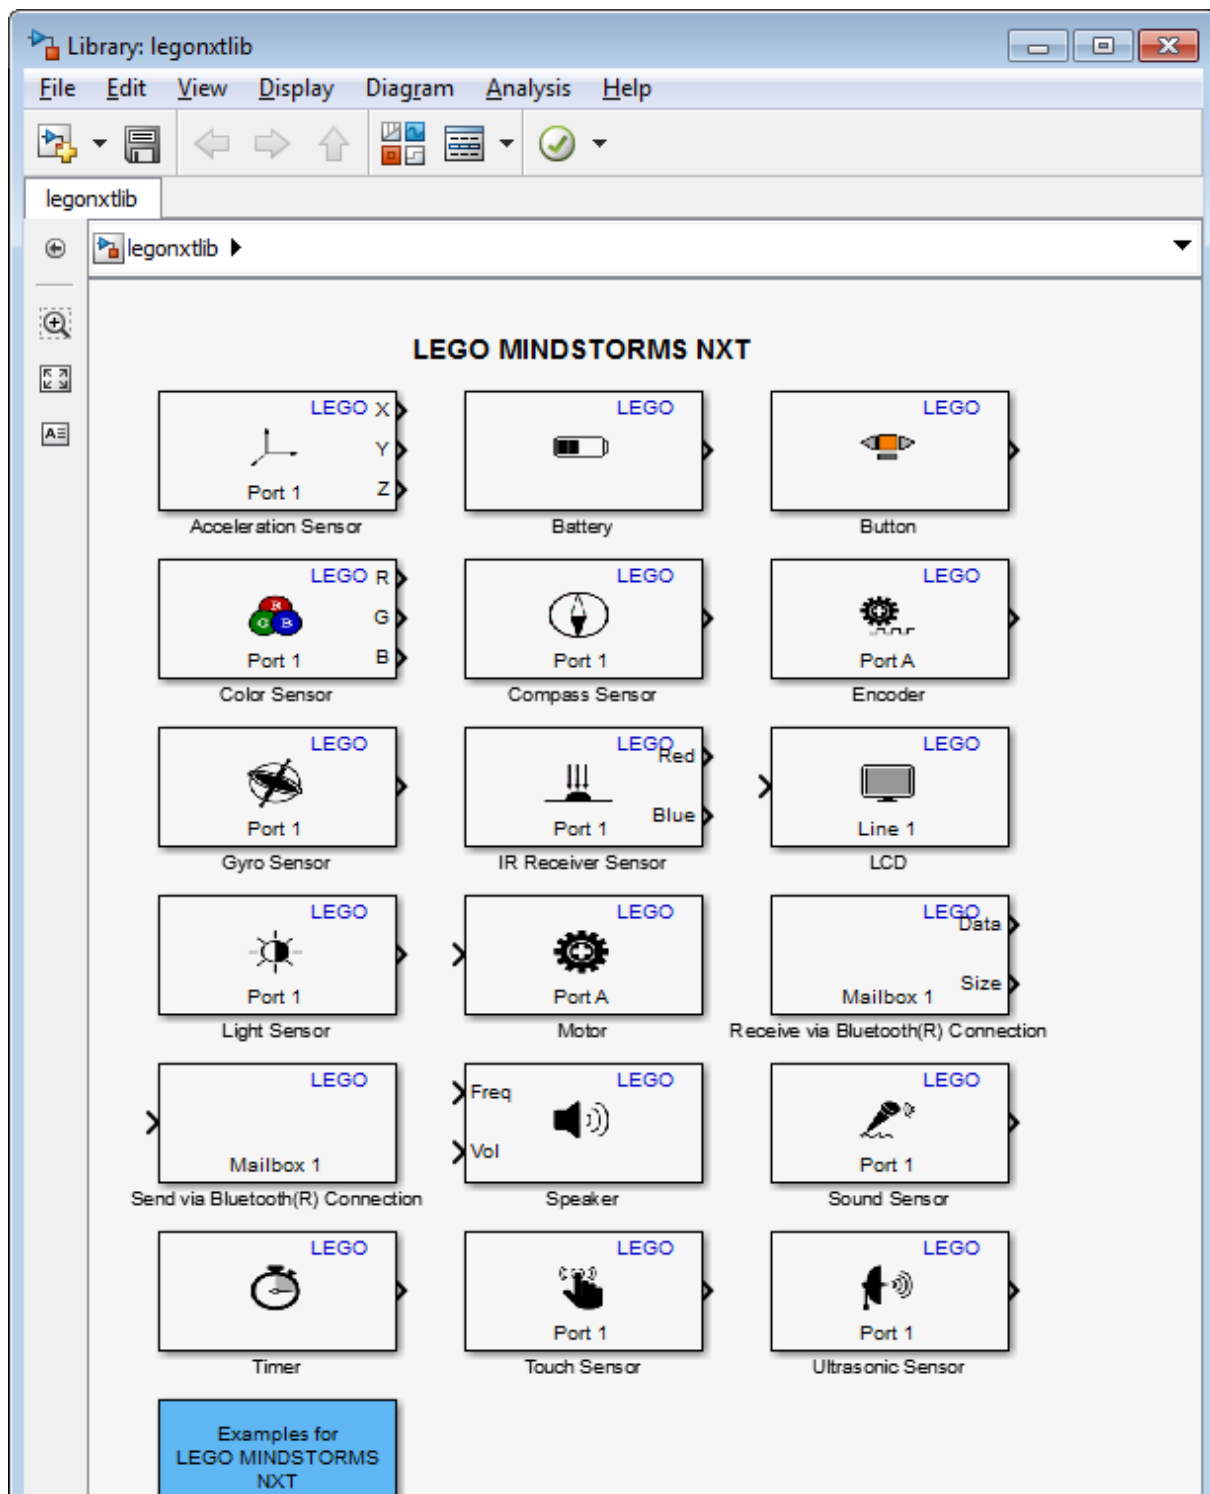 Library: legonxtlib
File Edit View Display Diagram Analysis Help
legonxtlib
legonxtlib
LEGO MINDSTORMS NXT
LEGO X
Y
Port 1 Z
Acceleration Sensor
LEGO
Battery
LEGO
Button
LEGO R
R
G B
G
Port 1 B
Color Sensor
LEGO
Port 1
Compass Sensor
LEGO
Port A
Encoder
LEGO
Port 1
Gyro Sensor
LEGO
Red
Blue
Port 1
IR Receiver Sensor
LEGO
Line 1
LCD
LEGO
Port 1
Light Sensor
LEGO
Port A
Motor
LEGO
Data
Size
Mailbox 1
Receive via Bluetooth(R) Connection
LEGO
Mailbox 1
Send via Bluetooth(R) Connection
LEGO
Freq
Vol
Speaker
LEGO
Port 1
Sound Sensor
LEGO
Timer
LEGO
Port 1
Touch Sensor
LEGO
Port 1
Ultrasonic Sensor
Examples for
LEGO MINDSTORMS
NXT